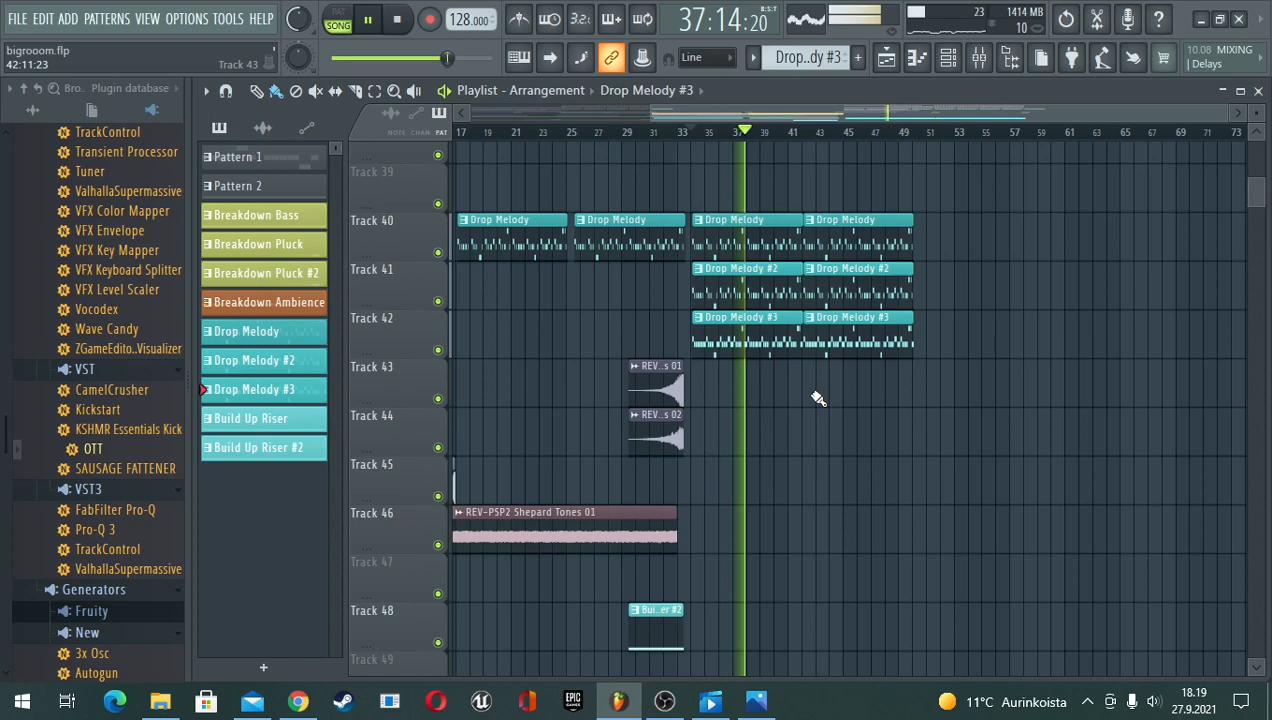 FILE EDIT ADD PATTERNS VIEW OPTIONS TOOLS HELP
PAT
SONG
128.000
3.2
37:14:20
B:S:T
23
1414 MB
10
bigrooom.flp
42:11:23
Track 43
Line
Drop..dy #3
10.08 MIXING
| Delays
Bro.. Plugin database
Playlist - Arrangement › Drop Melody #3 ›
NOTE CHAN PAT
17 19 21 23 25 27 29 31 33 35 37 39 41 43 45 47 49 51 53 55 57 59 61 63 65 67 69 71 73
TrackControl
Transient Processor
Tuner
ValhallaSupermassive
VFX Color Mapper
VFX Envelope
VFX Key Mapper
VFX Keyboard Splitter
VFX Level Scaler
Vocodex
Wave Candy
ZGameEdito..Visualizer
VST
CamelCrusher
Kickstart
KSHMR Essentials Kick
OTT
SAUSAGE FATTENER
VST3
FabFilter Pro-Q
Pro-Q 3
TrackControl
ValhallaSupermassive
Generators
Fruity
New
3x Osc
Autogun
Pattern 1
Pattern 2
Breakdown Bass
Breakdown Pluck
Breakdown Pluck #2
Breakdown Ambience
Drop Melody
Drop Melody #2
Drop Melody #3
Build Up Riser
Build Up Riser #2
+
Track 39
Track 40
Drop Melody
Drop Melody
Drop Melody
Drop Melody
Track 41
Drop Melody #2
Drop Melody #2
Track 42
Drop Melody #3
Drop Melody #3
Track 43
REV..s 01
Track 44
REV..s 02
Track 45
Track 46
REV-PSP2 Shepard Tones 01
Track 47
Track 48
Bui..er #2
Track 49
EPIC GAMES
11°C Aurinkoista
18.19
27.9.2021